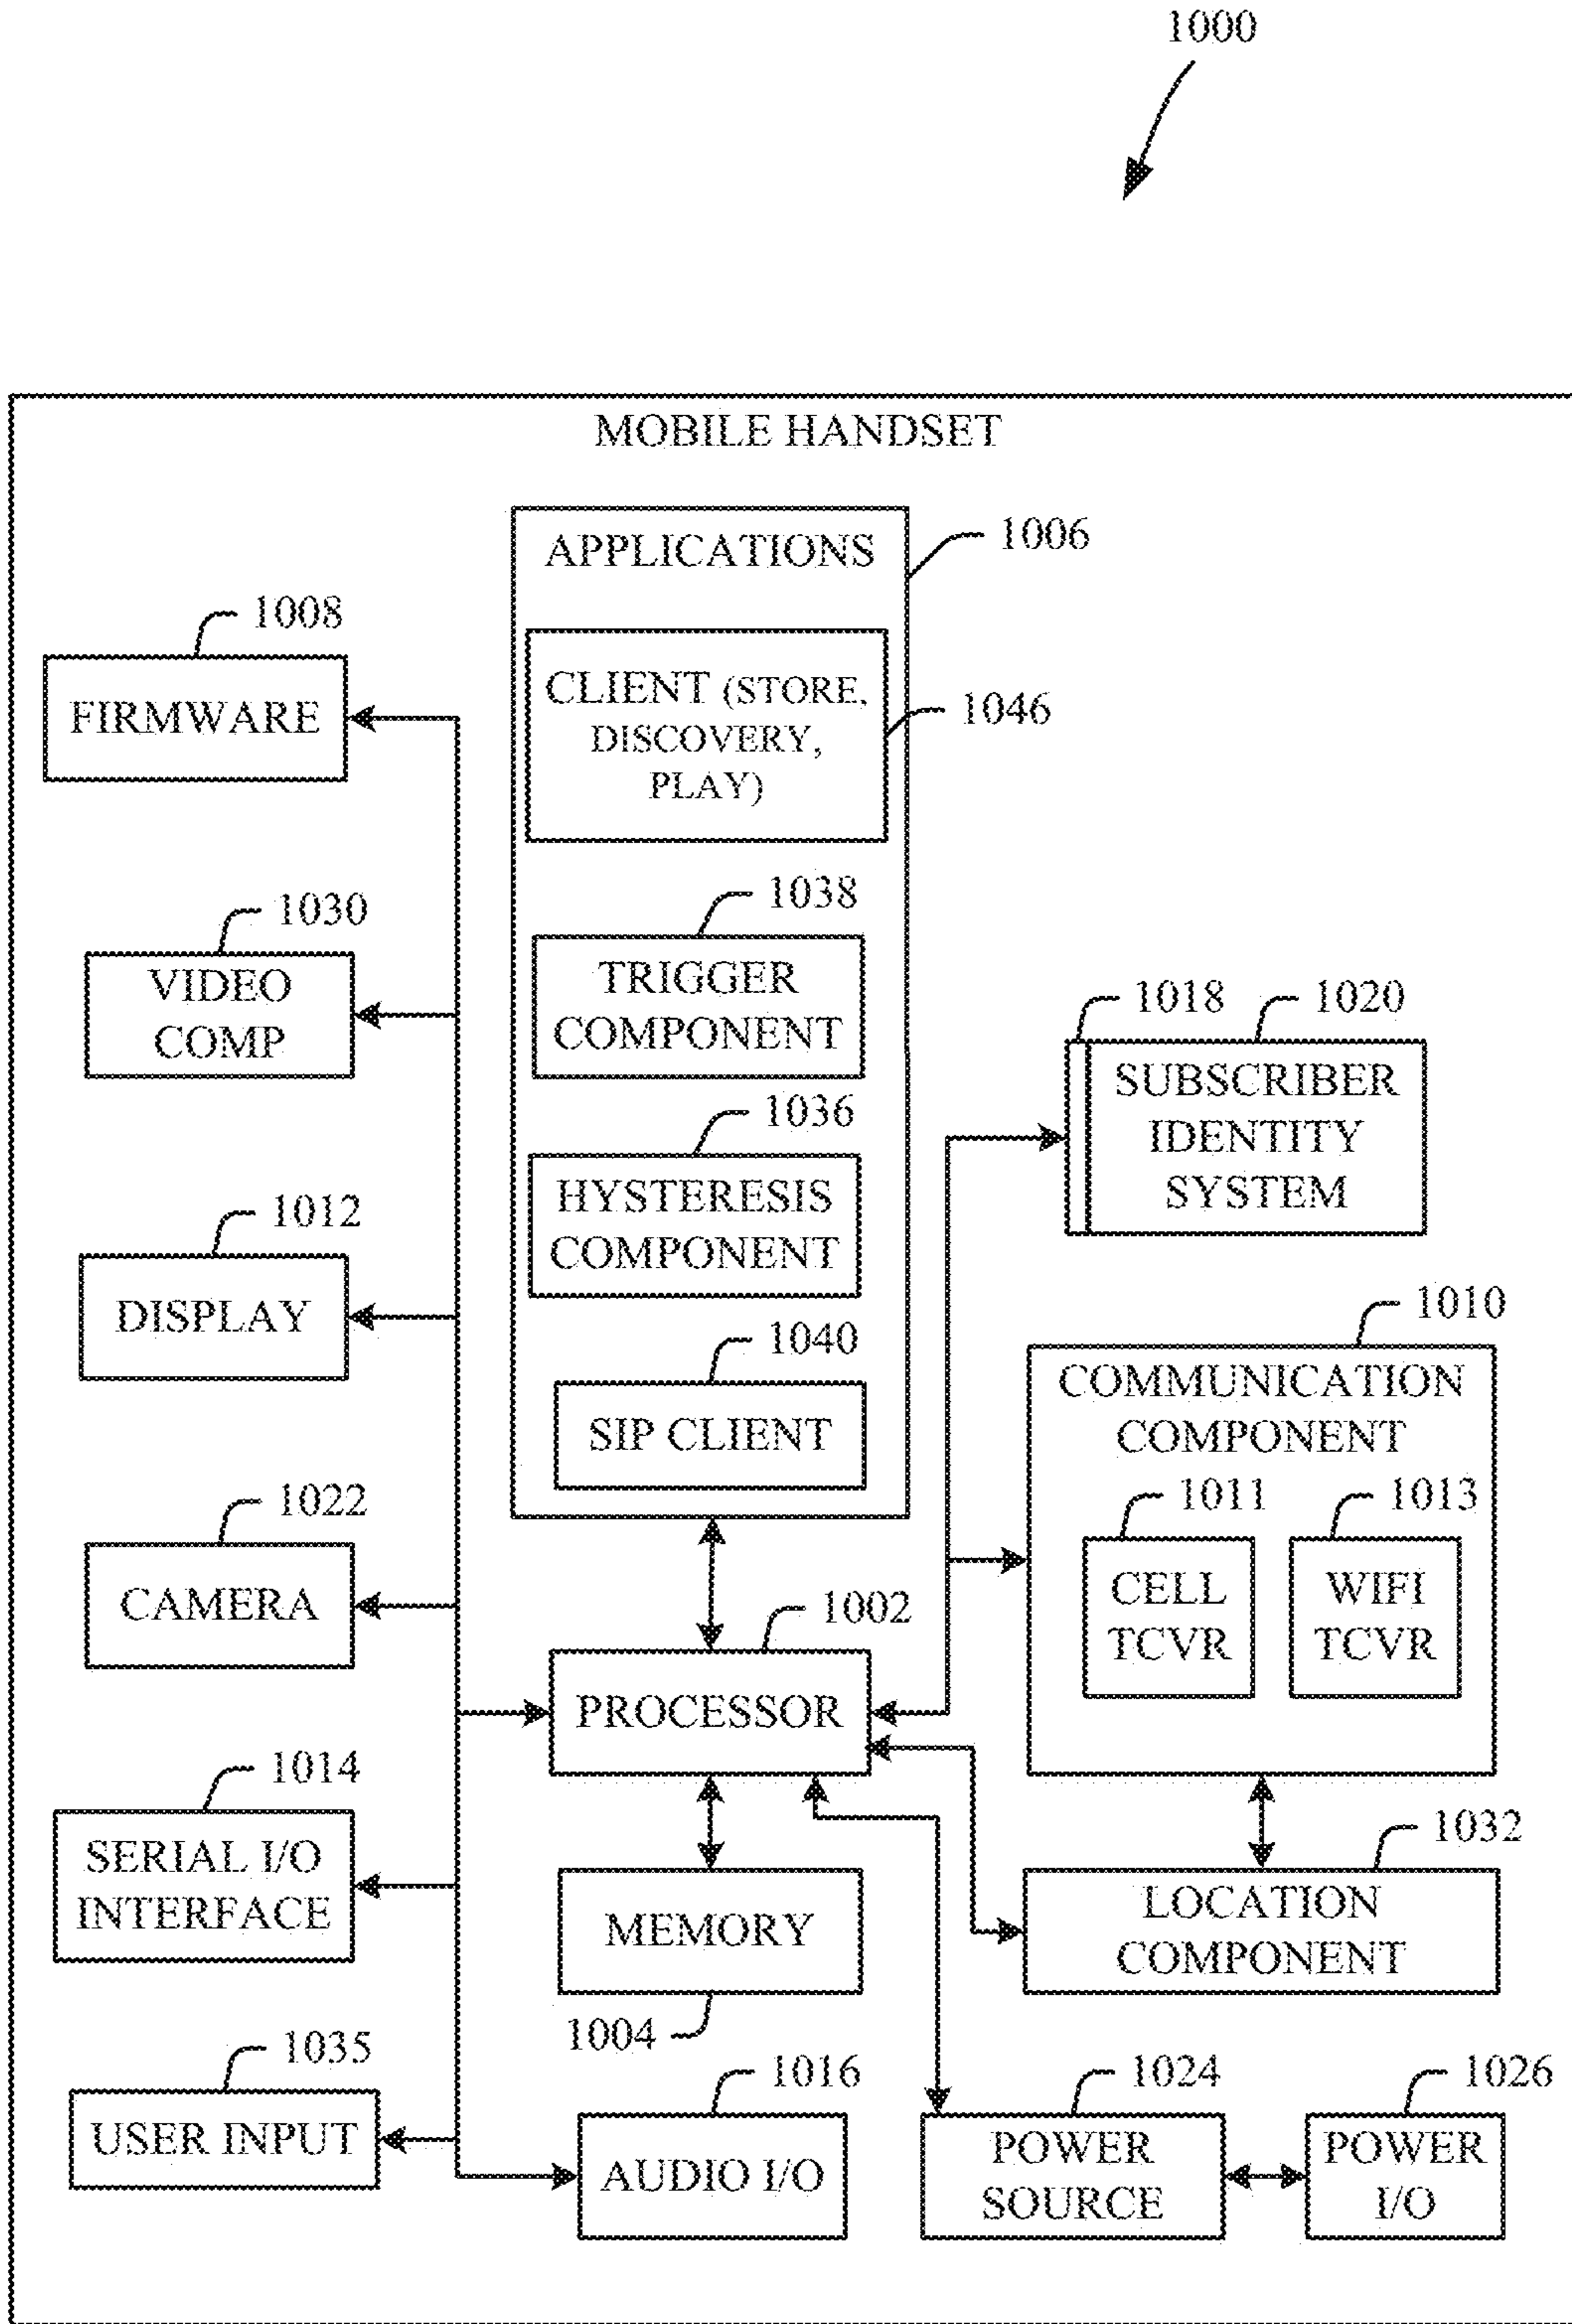 1000
MOBILE HANDSET
APPLICATIONS
1006
CLIENT (STORE,
DISCOVERY,
PLAY)
1046
1038
TRIGGER
COMPONENT
1036
HYSTERESIS
COMPONENT
1040
SIP CLIENT
1008
FIRMWARE
1030
VIDEO
COMP
1012
DISPLAY
1022
CAMERA
1014
SERIAL I/O
INTERFACE
1035
USER INPUT
1002
PROCESSOR
MEMORY
1004
1016
AUDIO I/O
1018
1020
SUBSCRIBER
IDENTITY
SYSTEM
1010
COMMUNICATION
COMPONENT
1011
CELL
TCVR
1013
WIFI
TCVR
1032
LOCATION
COMPONENT
1024
POWER
SOURCE
1026
POWER
I/O